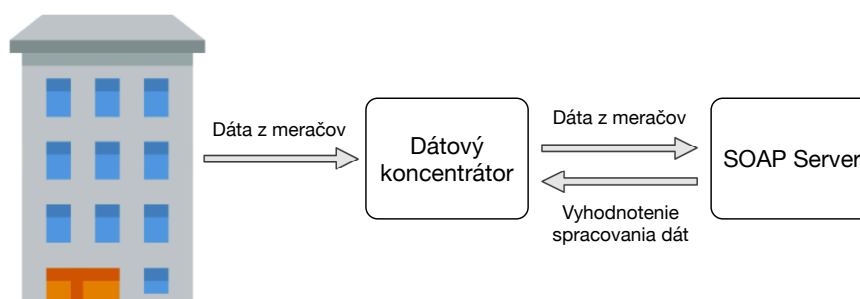 Dáta z meračov
Dátový
koncentrátor
Dáta z meračov
Vyhodnotenie
spracovania dát
SOAP Server